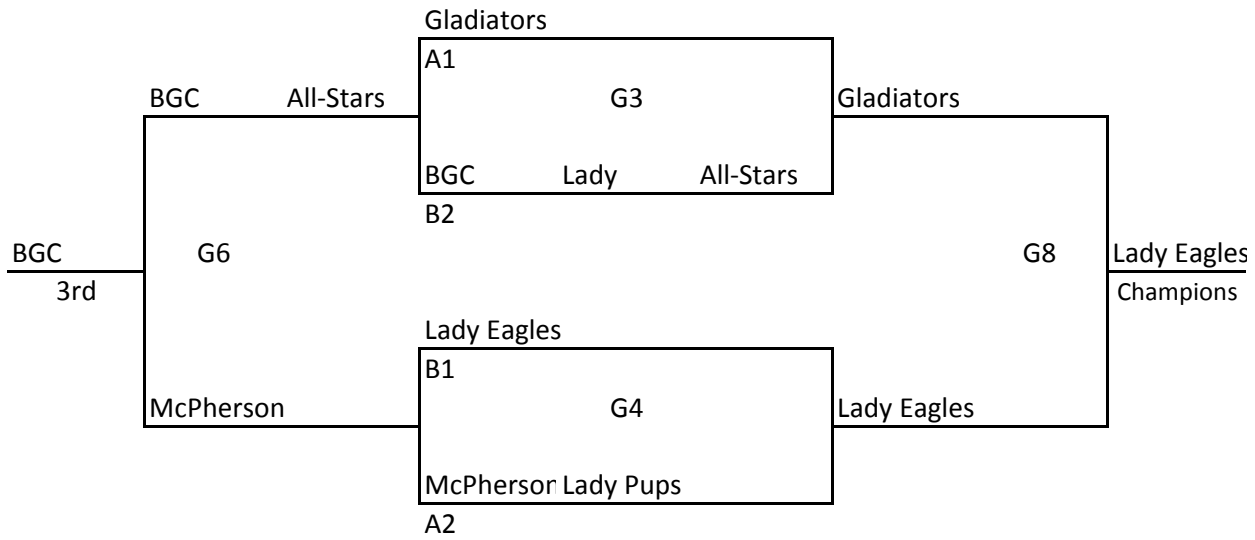 Gladiators
A1
BGC All-Stars G3 Gladiators
BGC Lady All-Stars
B2
BGC G6 G8 Lady Eagles
3rd Champions
Lady Eagles
B1
McPherson G4 Lady Eagles
McPherson Lady Pups
A2